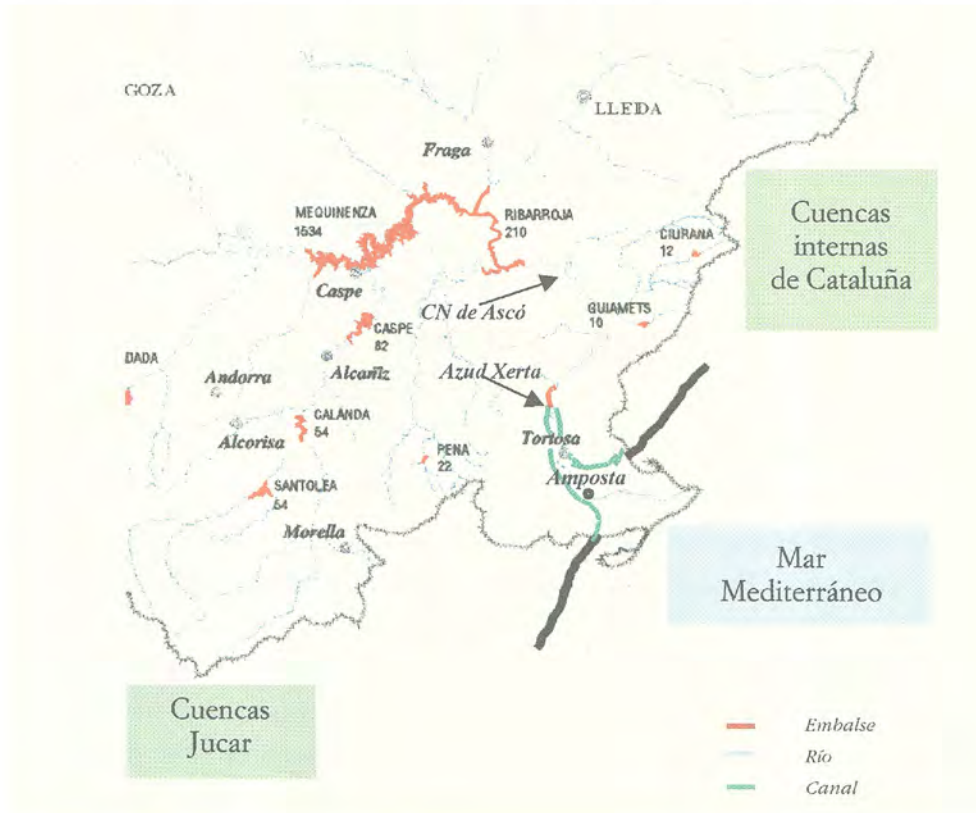 GOZA
LLEIDA
Fraga
MEQUINENZA
1534
RIBARROJA
210
Cuencas
internas
de Cataluña
CIURANA
12
Caspe
CN de Ascó
GUIAMETS
10
CASPE
82
DADA
Andorra
Alcañiz
Azud Xerta
CALANDA
54
Alcorisa
Tortosa
PENA
22
Amposta
SANTOLEA
54
Morella
Mar
Mediterráneo
Cuencas
Jucar
Embalse
Río
Canal